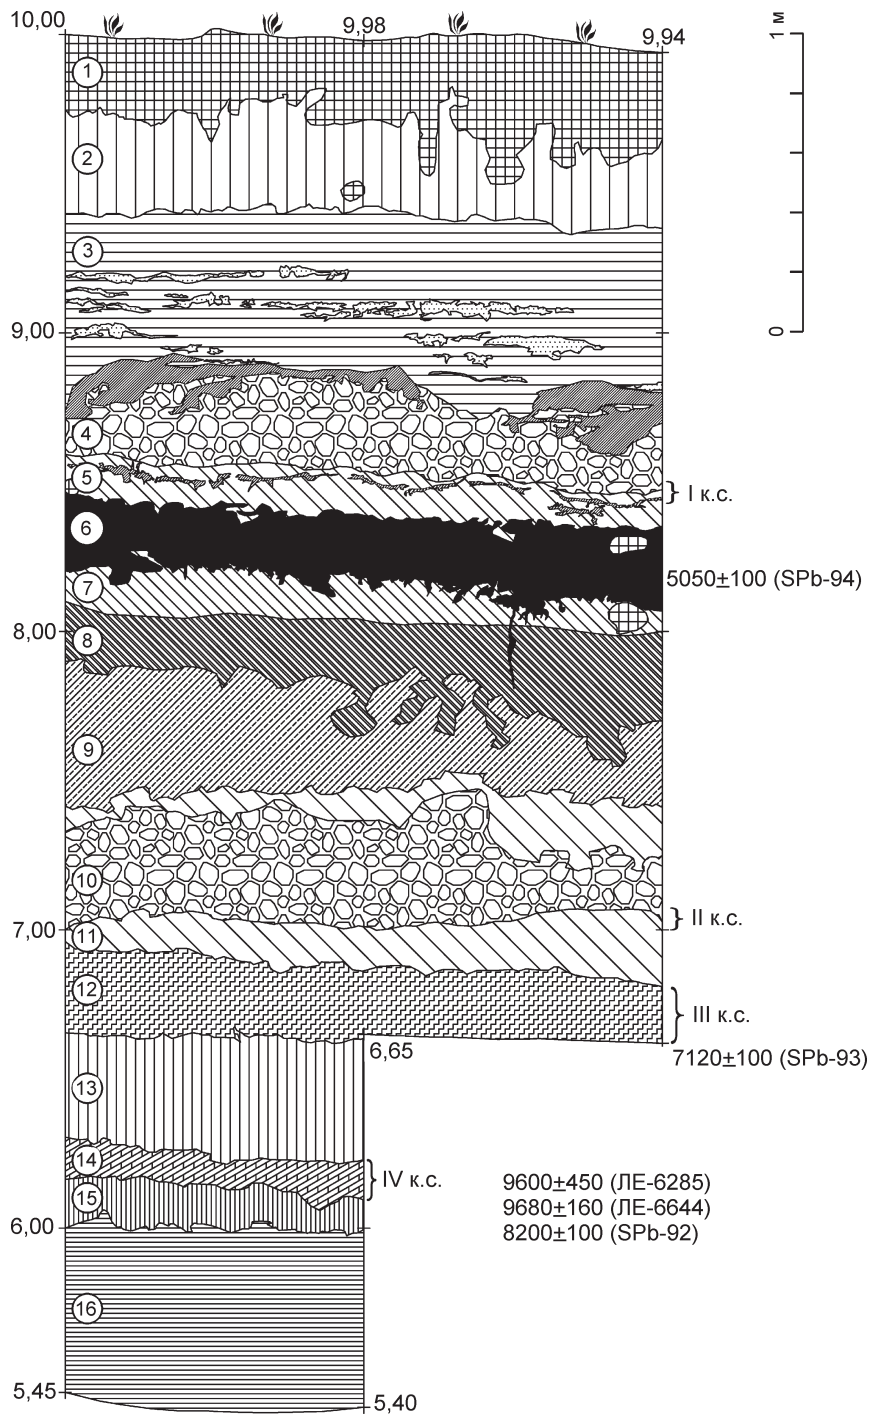 10,00
9,98
9,94
1 м
0
1
2
3
9,00
4
5
I к.с.
6
5050±100 (SPb-94)
7
8,00
8
9
10
II к.с.
7,00
11
12
III к.с.
6,65
7120±100 (SPb-93)
13
14
IV к.с.
9600±450 (ЛЕ-6285)
9680±160 (ЛЕ-6644)
8200±100 (SPb-92)
15
6,00
16
5,45
5,40